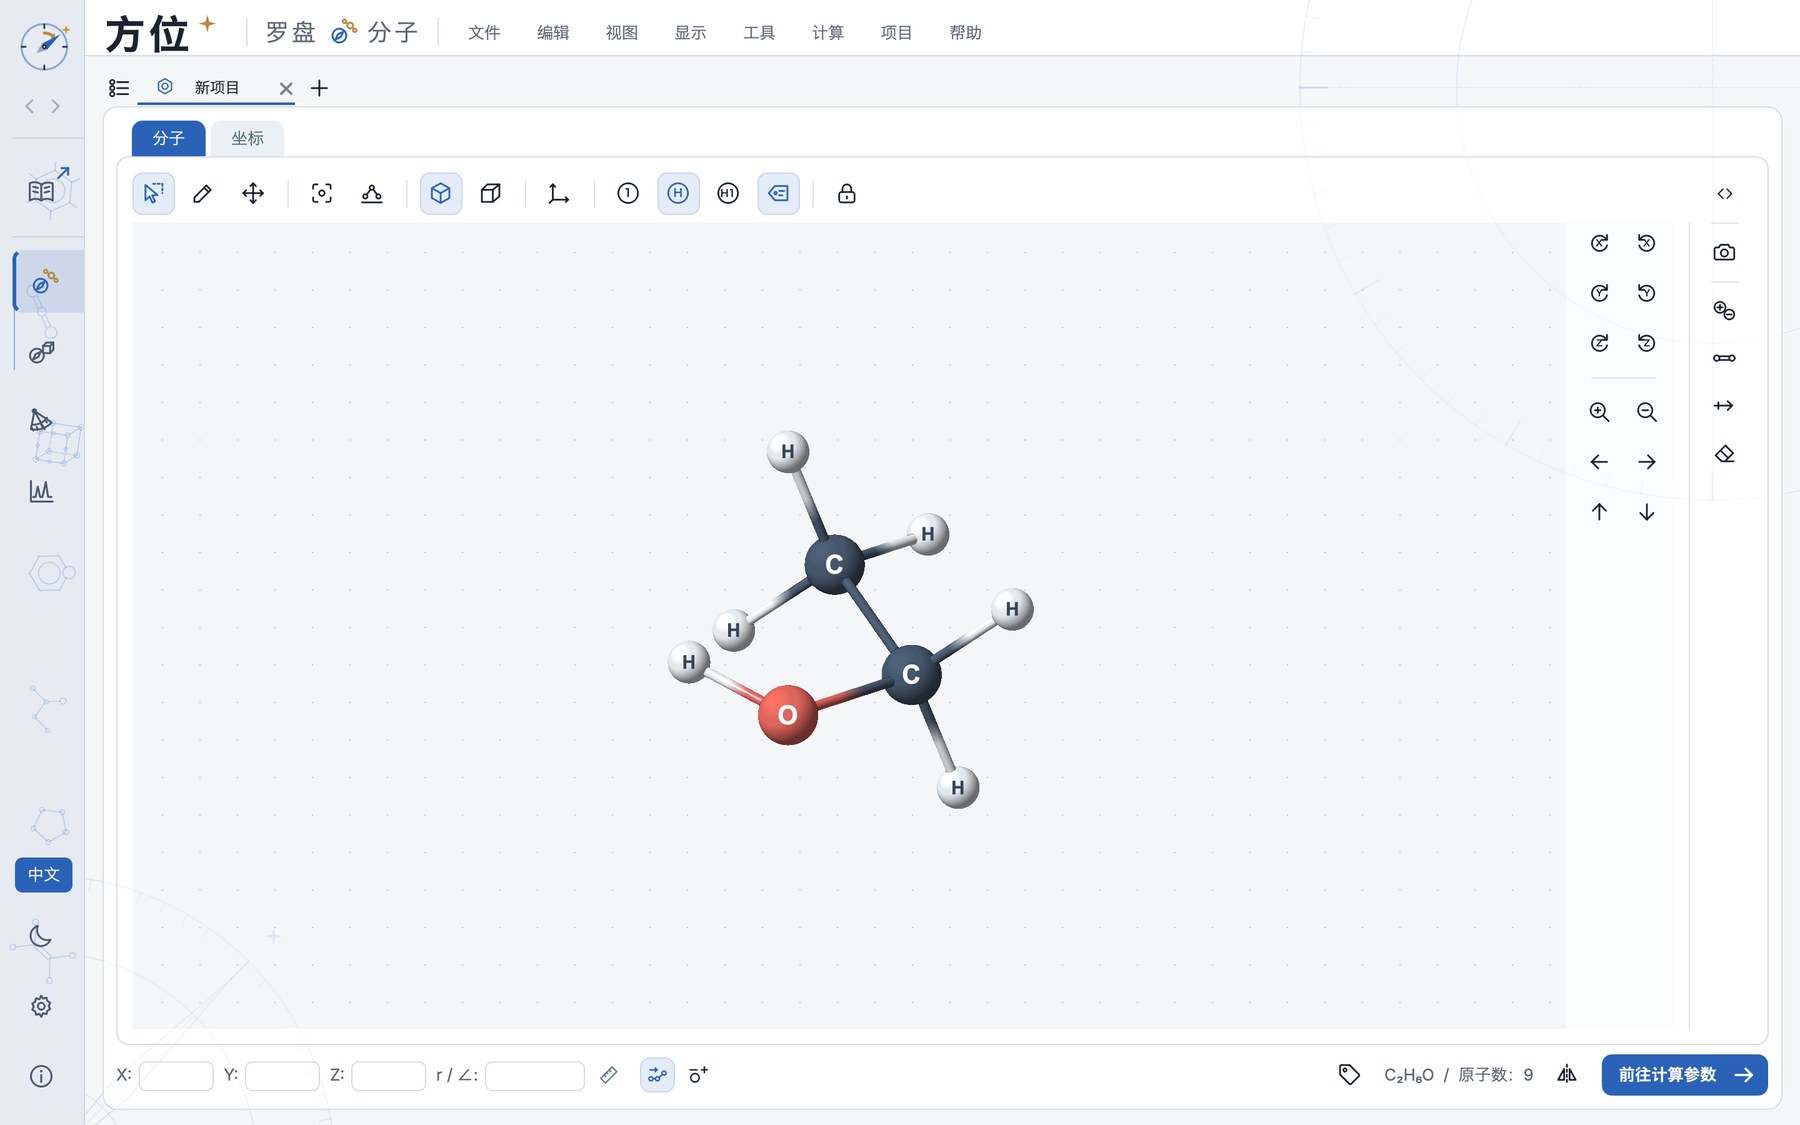 方位
罗盘 分子
文件 编辑 视图 显示 工具 计算 项目 帮助
新项目
分子 坐标
1 H H1
X X
Y Y
Z Z
H
H
C
H
H
H
C
O
H
中文
X: Y: Z: r / ∠:
C₂H₆O / 原子数：9
前往计算参数